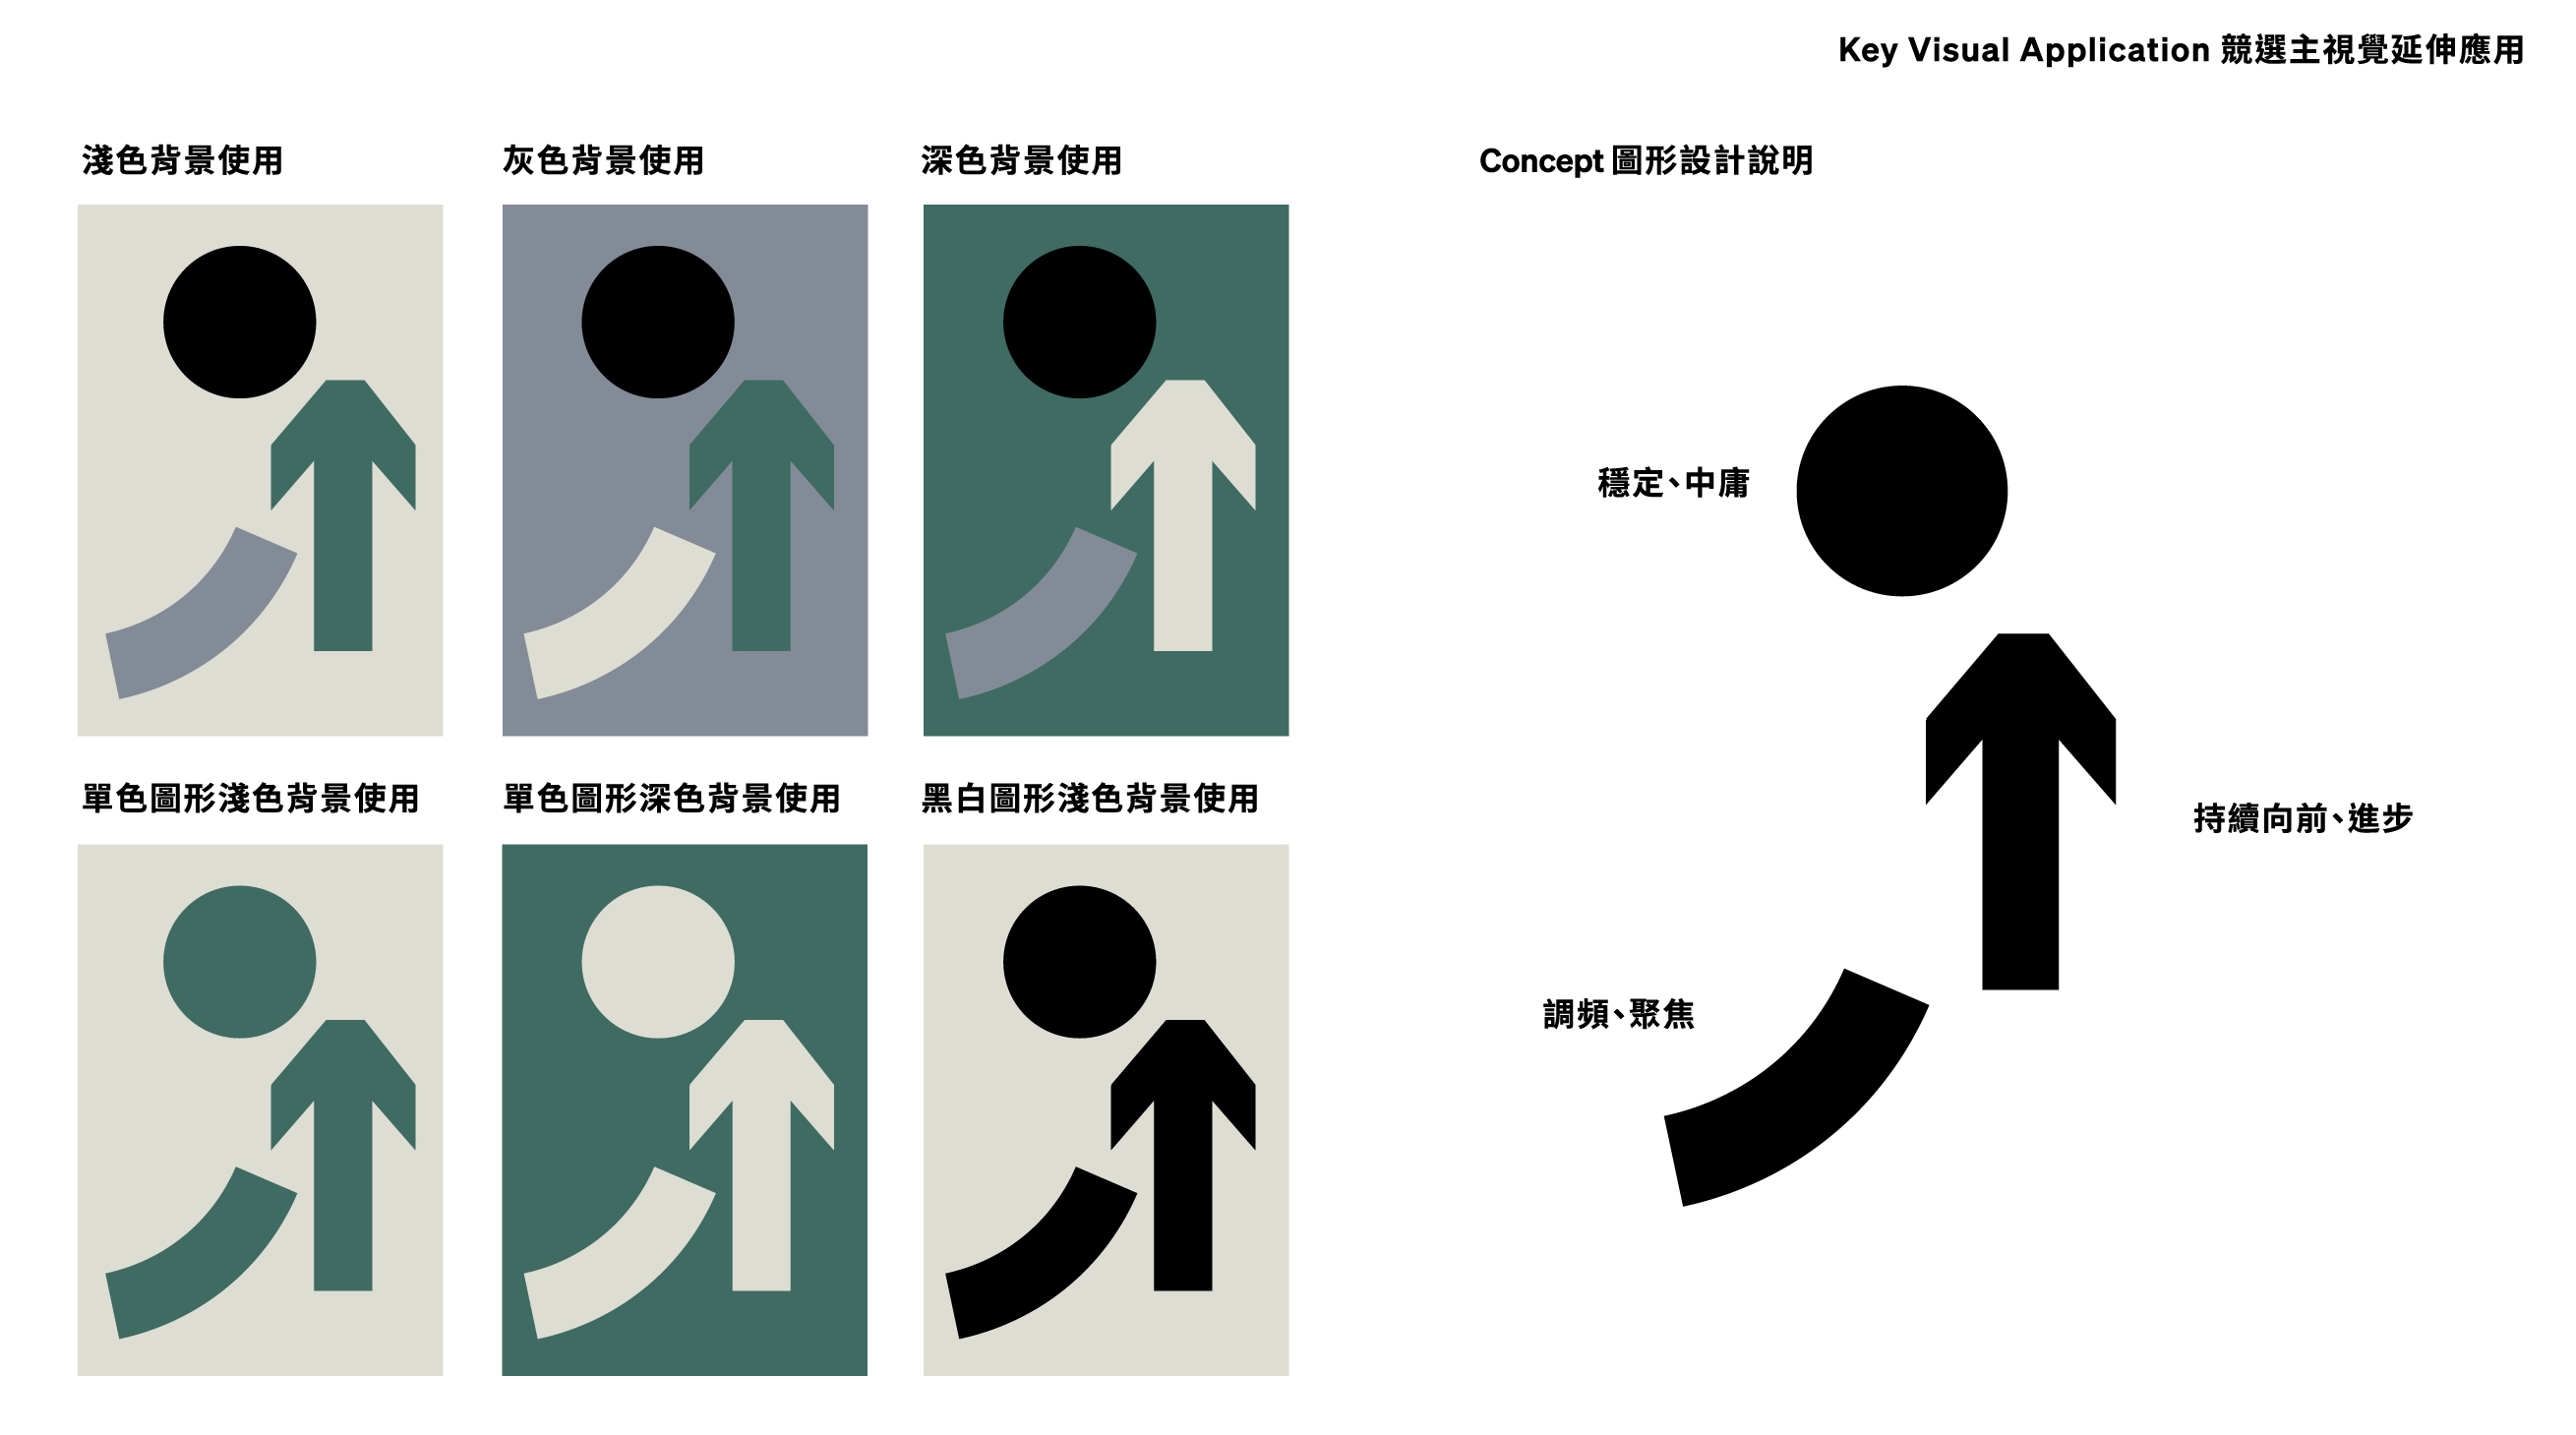 Key Visual Application 競選主視覺延伸應用
淺色背景使用
灰色背景使用
深色背景使用
單色圖形淺色背景使用
單色圖形深色背景使用
黑白圖形淺色背景使用
Concept 圖形設計說明
穩定、中庸
持續向前、進步
調頻、聚焦